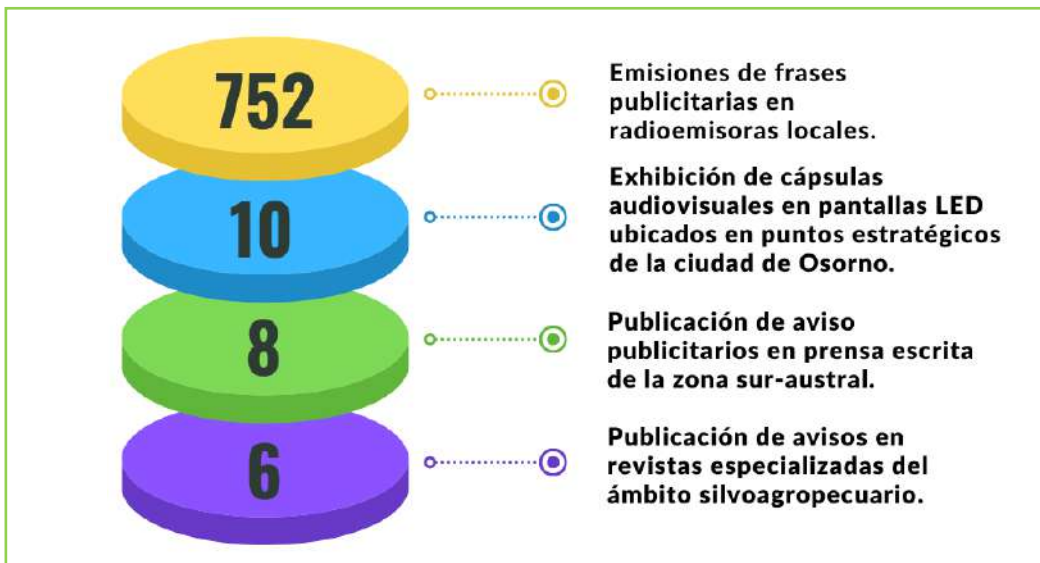 752
Emisiones de frases
publicitarias en
radioemisoras locales.
10
Exhibición de cápsulas
audiovisuales en pantallas LED
ubicados en puntos estratégicos
de la ciudad de Osorno.
8
Publicación de aviso
publicitarios en prensa escrita
de la zona sur-austral.
6
Publicación de avisos en
revistas especializadas del
ámbito silvoagropecuario.